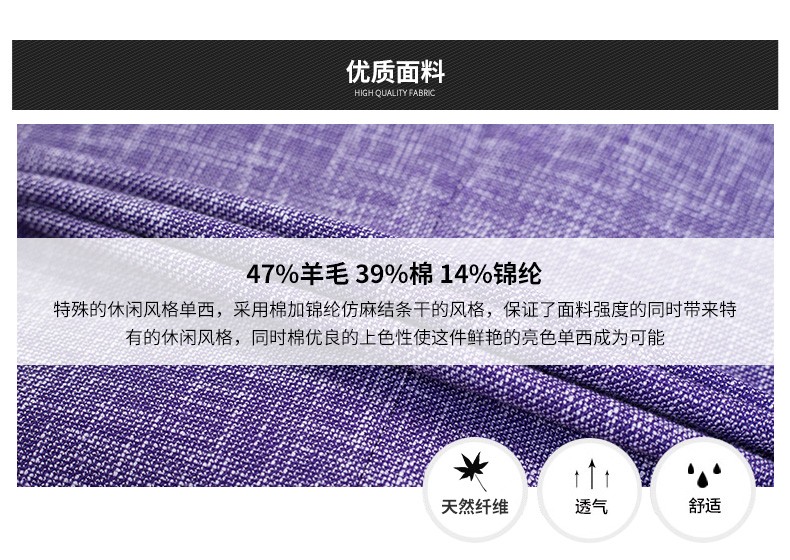 优质面料
HIGH QUALITY FABRIC
47%羊毛 39%棉 14%锦纶
特殊的休闲风格单西，采用棉加锦纶仿麻结条干的风格，保证了面料强度的同时带来特
有的休闲风格，同时棉优良的上色性使这件鲜艳的亮色单西成为可能
天然纤维
透气
舒适